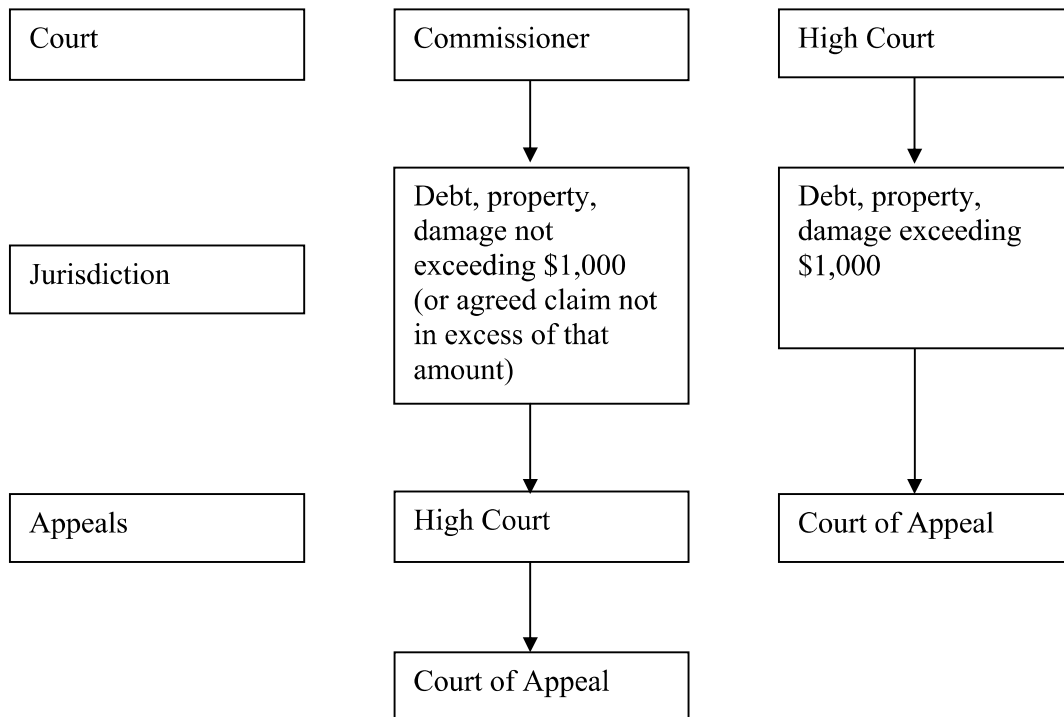 Court
Commissioner
High Court
Jurisdiction
Debt, property,
damage not
exceeding $1,000
(or agreed claim not
in excess of that
amount)
Debt, property,
damage exceeding
$1,000
Appeals
High Court
Court of Appeal
Court of Appeal